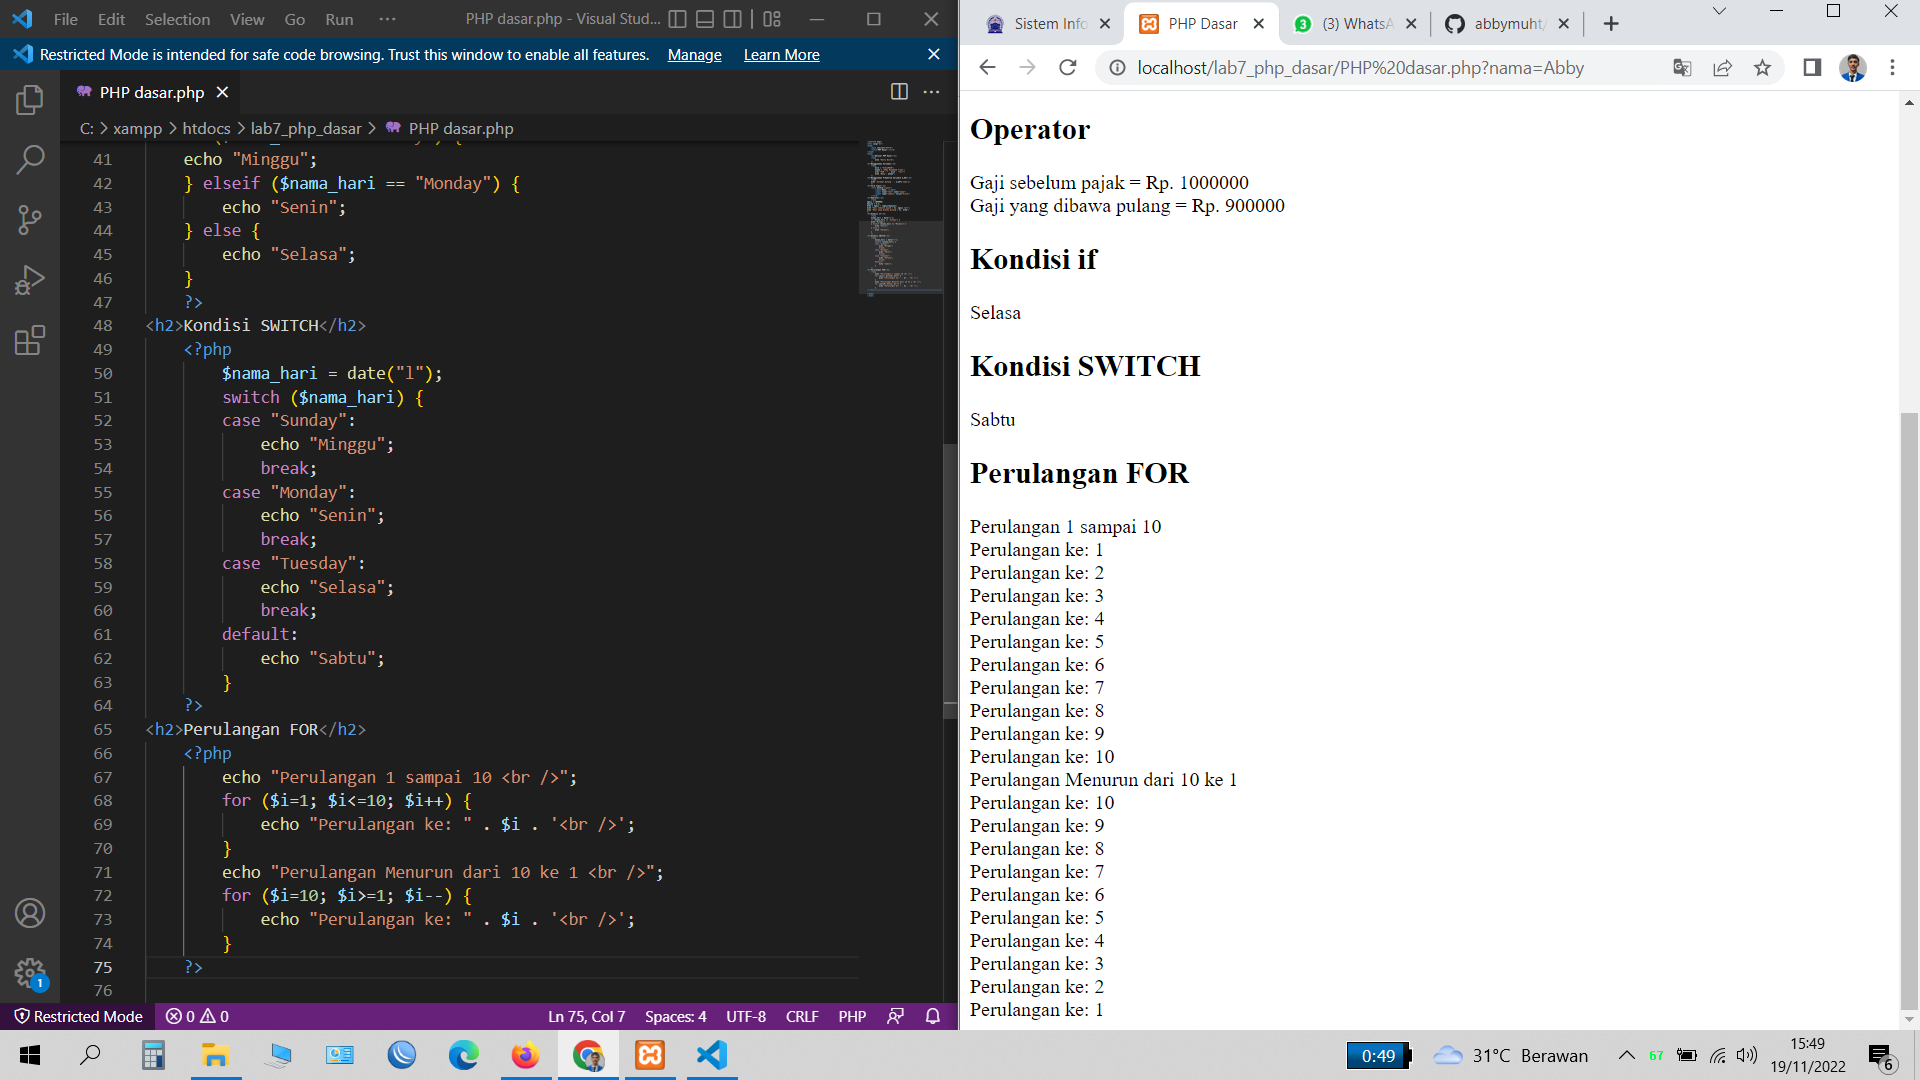 File Edit Selection View Go Run ··· PHP dasar.php - Visual Stud...
Restricted Mode is intended for safe code browsing. Trust this window to enable all features. Manage Learn More
PHP dasar.php
C: > xampp > htdocs > lab7_php_dasar > PHP dasar.php
41 echo "Minggu";
42 } elseif ($nama_hari == "Monday") {
43 echo "Senin";
44 } else {
45 echo "Selasa";
46 }
47 ?>
48 <h2>Kondisi SWITCH</h2>
49 <?php
50 $nama_hari = date("l");
51 switch ($nama_hari) {
52 case "Sunday":
53 echo "Minggu";
54 break;
55 case "Monday":
56 echo "Senin";
57 break;
58 case "Tuesday":
59 echo "Selasa";
60 break;
61 default:
62 echo "Sabtu";
63 }
64 ?>
65 <h2>Perulangan FOR</h2>
66 <?php
67 echo "Perulangan 1 sampai 10 <br />";
68 for ($i=1; $i<=10; $i++) {
69 echo "Perulangan ke: " . $i . '<br />';
70 }
71 echo "Perulangan Menurun dari 10 ke 1 <br />";
72 for ($i=10; $i>=1; $i--) {
73 echo "Perulangan ke: " . $i . '<br />';
74 }
75 ?>
76
1
Restricted Mode 0 0 Ln 75, Col 7 Spaces: 4 UTF-8 CRLF PHP
Sistem Info PHP Dasar (3) WhatsA abbymuht/
localhost/lab7_php_dasar/PHP%20dasar.php?nama=Abby
Operator
Gaji sebelum pajak = Rp. 1000000
Gaji yang dibawa pulang = Rp. 900000
Kondisi if
Selasa
Kondisi SWITCH
Sabtu
Perulangan FOR
Perulangan 1 sampai 10
Perulangan ke: 1
Perulangan ke: 2
Perulangan ke: 3
Perulangan ke: 4
Perulangan ke: 5
Perulangan ke: 6
Perulangan ke: 7
Perulangan ke: 8
Perulangan ke: 9
Perulangan ke: 10
Perulangan Menurun dari 10 ke 1
Perulangan ke: 10
Perulangan ke: 9
Perulangan ke: 8
Perulangan ke: 7
Perulangan ke: 6
Perulangan ke: 5
Perulangan ke: 4
Perulangan ke: 3
Perulangan ke: 2
Perulangan ke: 1
0:49 31°C Berawan 67 15:49
19/11/2022 6